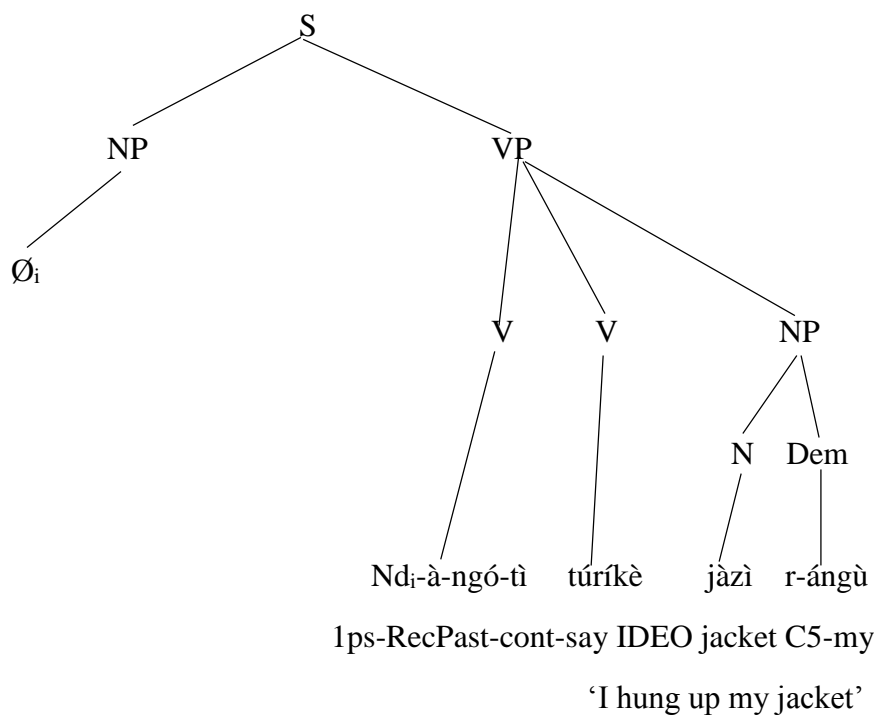 S
NP VP
Øᵢ
V V NP
N Dem
Ndᵢ-à-ngó-tì túríkè jàzì r-ángù
1ps-RecPast-cont-say IDEO jacket C5-my
‘I hung up my jacket’